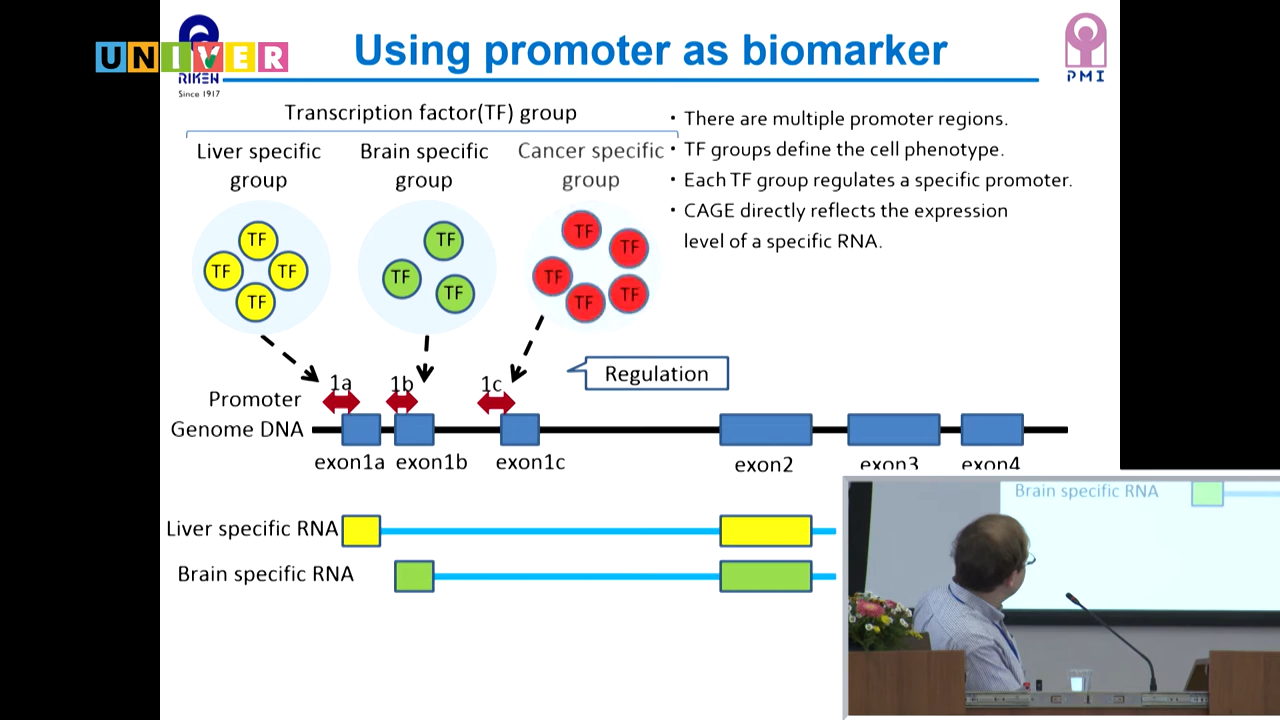 UNIVER
RIKEN
Since 1917
Using promoter as biomarker
PMI
Transcription factor(TF) group
Liver specific
group
Brain specific
group
Cancer specific
group
TF
TF
TF
TF
TF
TF
TF
TF
TF
TF
TF
TF
• There are multiple promoter regions.
• TF groups define the cell phenotype.
• Each TF group regulates a specific promoter.
• CAGE directly reflects the expression
level of a specific RNA.
1a
1b
1c
Regulation
Promoter
Genome DNA
exon1a
exon1b
exon1c
exon2
exon3
exon4
Liver specific RNA
Brain specific RNA
Brain specific RNA